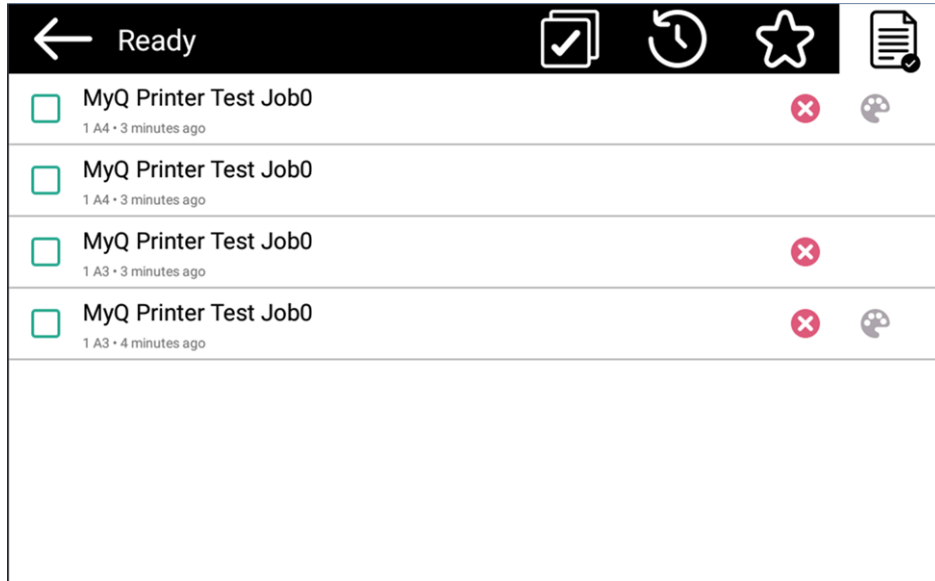 Ready
MyQ Printer Test Job0
1 A4 • 3 minutes ago
MyQ Printer Test Job0
1 A4 • 3 minutes ago
MyQ Printer Test Job0
1 A3 • 3 minutes ago
MyQ Printer Test Job0
1 A3 • 4 minutes ago